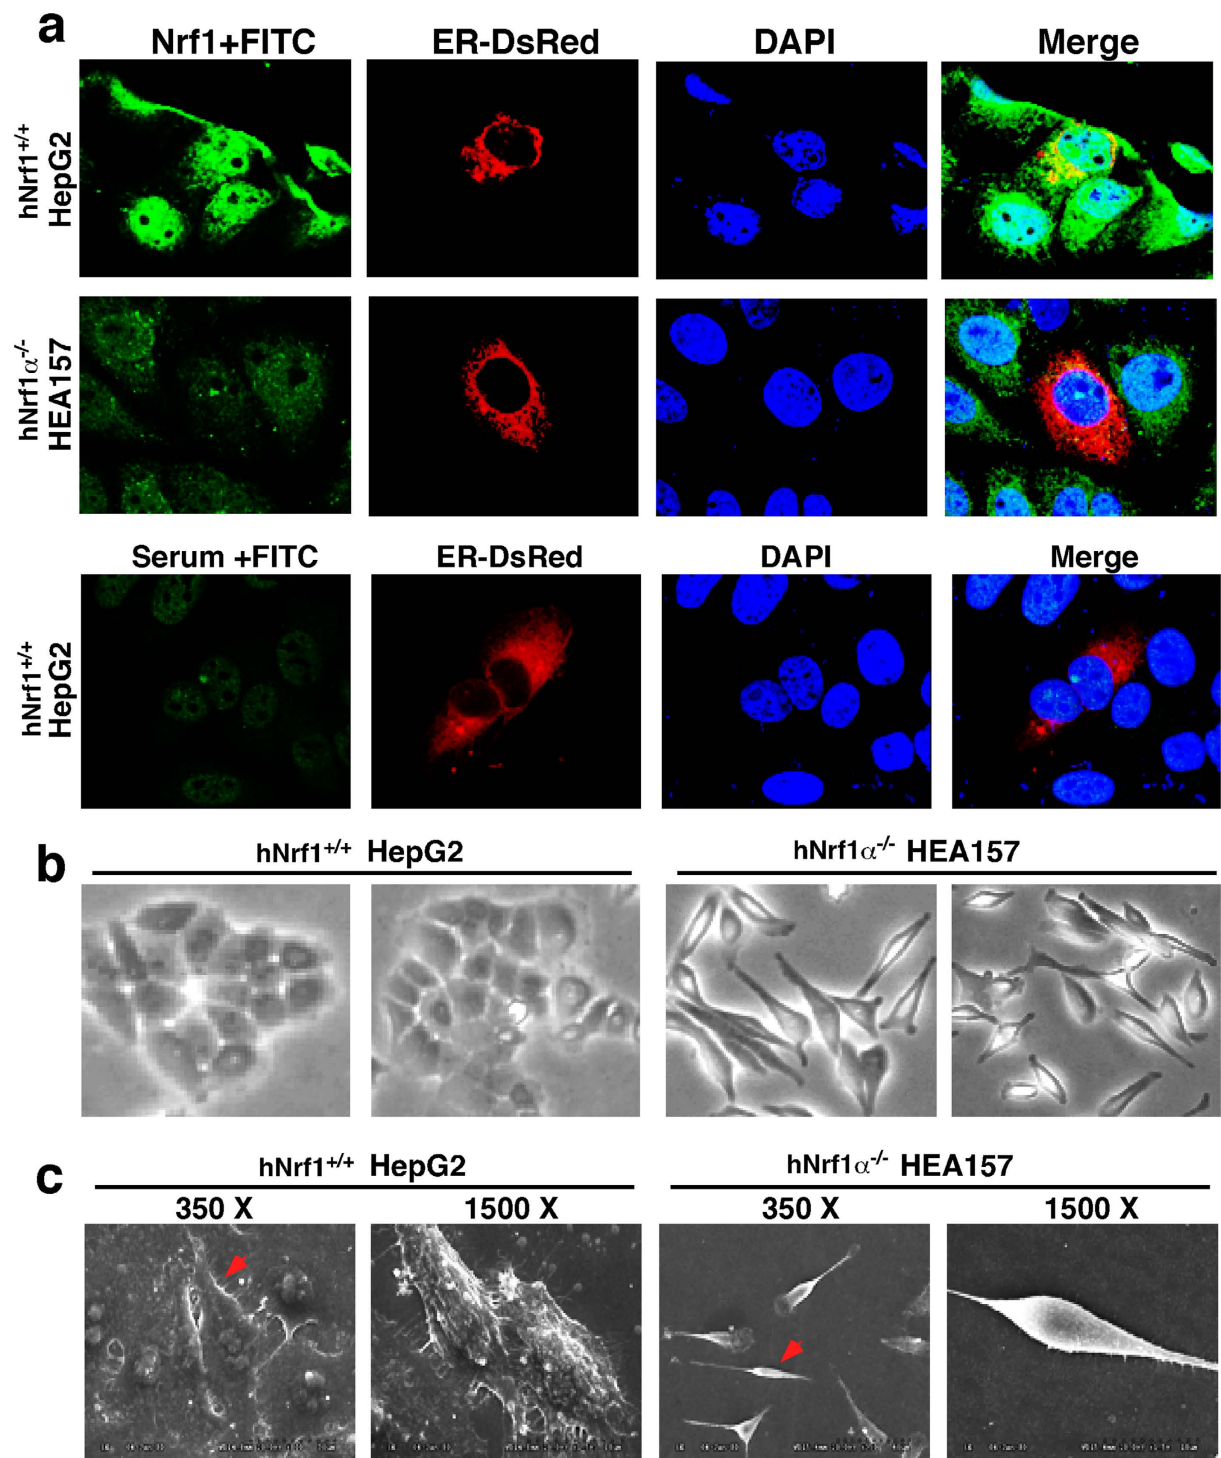 a
Nrf1+FITC ER-DsRed DAPI Merge
hNrf1+/+ HepG2
hNrf1α-/- HEA157
Serum +FITC ER-DsRed DAPI Merge
hNrf1+/+ HepG2
b
hNrf1+/+ HepG2 hNrf1α-/- HEA157
c
hNrf1+/+ HepG2 hNrf1α-/- HEA157
350 X 1500 X 350 X 1500 X